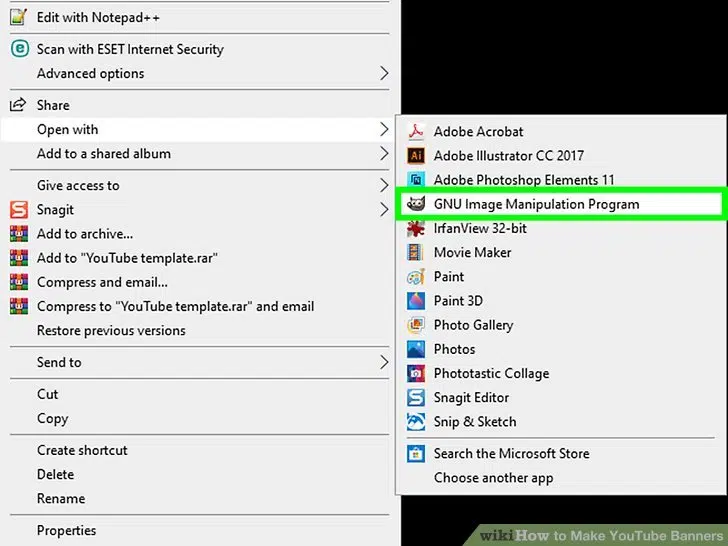 Edit with Notepad++
Scan with ESET Internet Security
Advanced options
Share
Open with
Add to a shared album
Give access to
Snagit
Add to archive...
Add to "YouTube template.rar"
Compress and email...
Compress to "YouTube template.rar" and email
Restore previous versions
Send to
Cut
Copy
Create shortcut
Delete
Rename
Properties
Adobe Acrobat
Ai Adobe Illustrator CC 2017
Adobe Photoshop Elements 11
GNU Image Manipulation Program
IrfanView 32-bit
Movie Maker
Paint
Paint 3D
Photo Gallery
Photos
Phototastic Collage
Snagit Editor
Snip & Sketch
Search the Microsoft Store
Choose another app
wikiHow to Make YouTube Banners